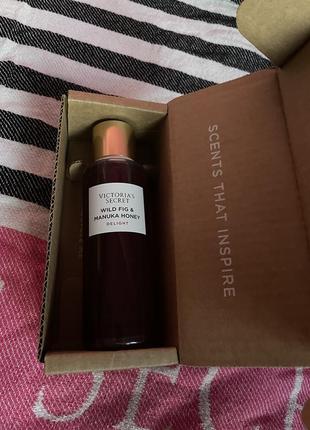 VICTORIA'S
SECRET
WILD FIG &
MANUKA HONEY
DELIGHT
SCENTS THAT INSPIRE